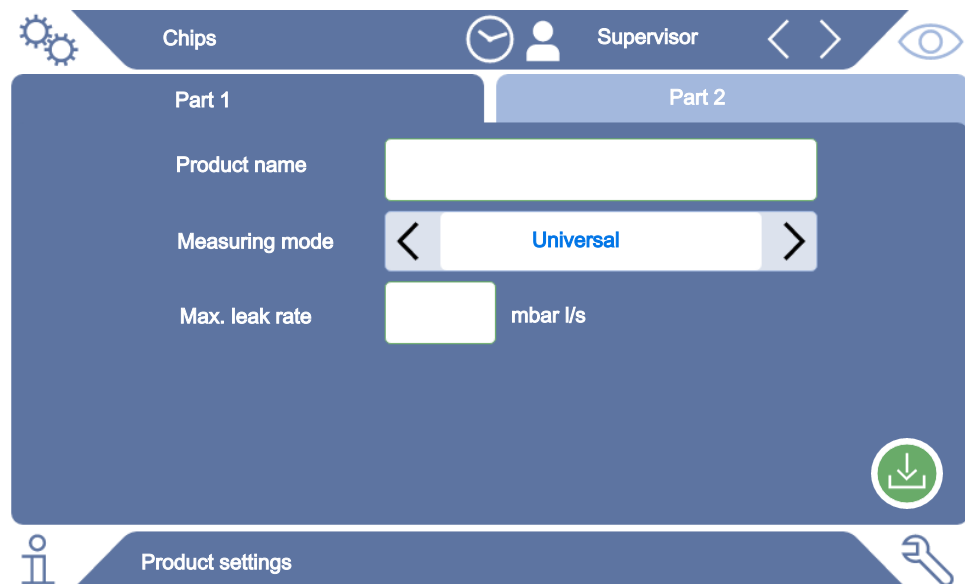 Chips
Supervisor
Part 1
Part 2
Product name
Measuring mode
Universal
Max. leak rate
mbar l/s
Product settings